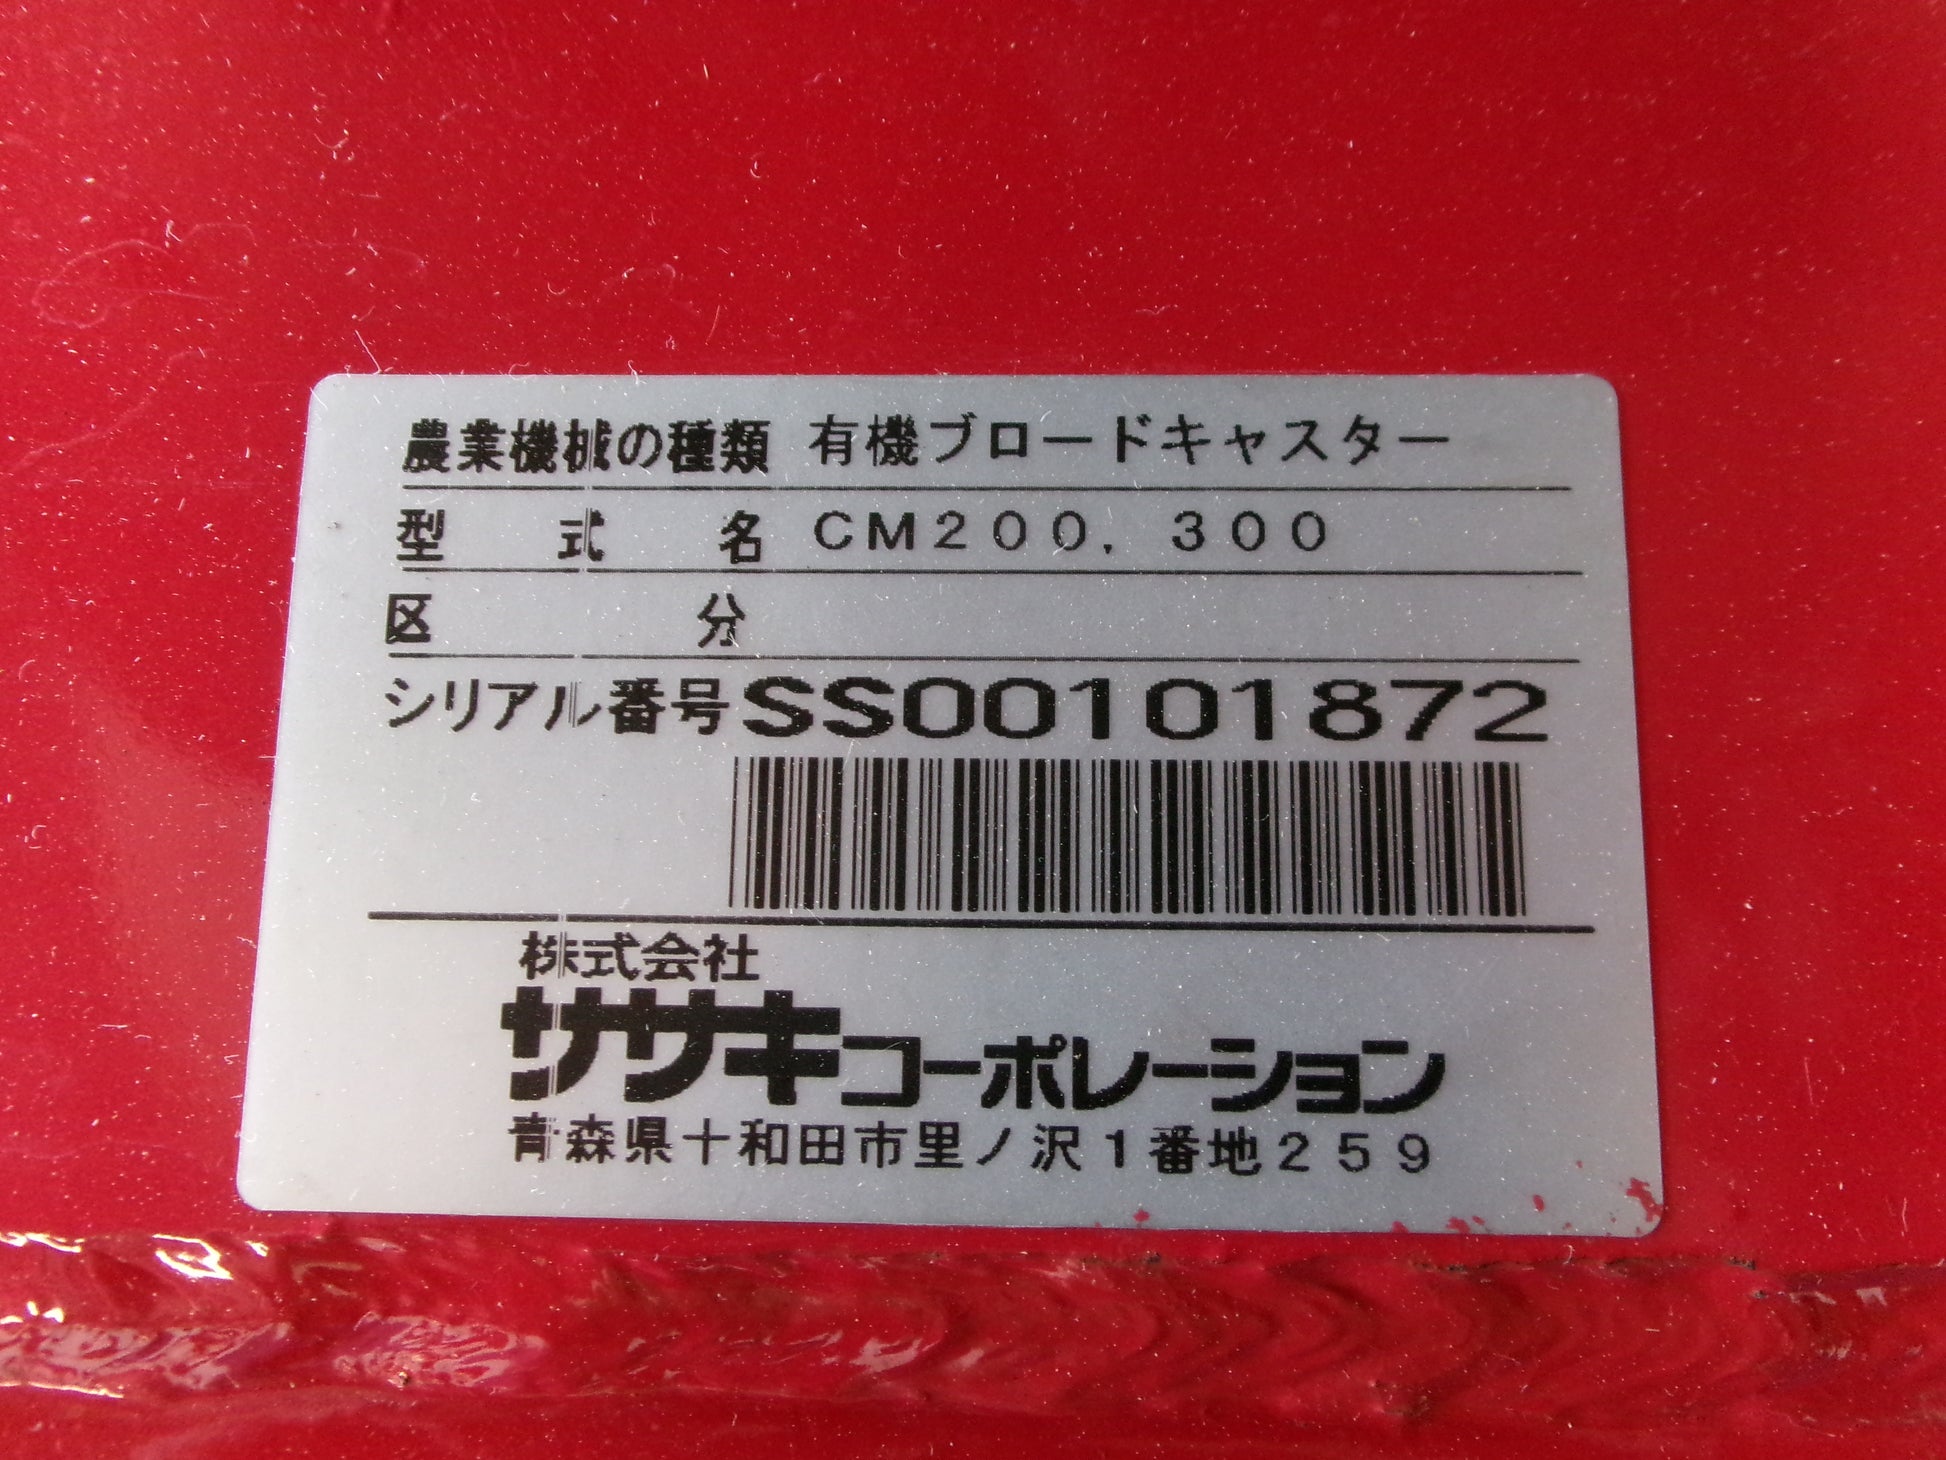 農業機械の種類 有機ブロードキャスター
型式名 CM200. 300
区分
シリアル番号 SS00101872
株式会社
ササキコーポレーション
青森県十和田市里ノ沢1番地259